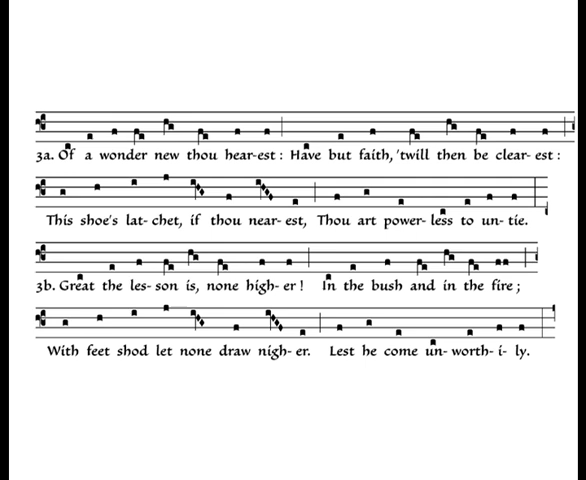 3a. Of a wonder new thou hear-est: Have but faith, 'twill then be clear-est:
This shoe's lat-chet, if thou near-est, Thou art power-less to un-tie.
3b. Great the les-son is, none high-er! In the bush and in the fire;
With feet shod let none draw nigh-er. Lest he come un-worth-i-ly.